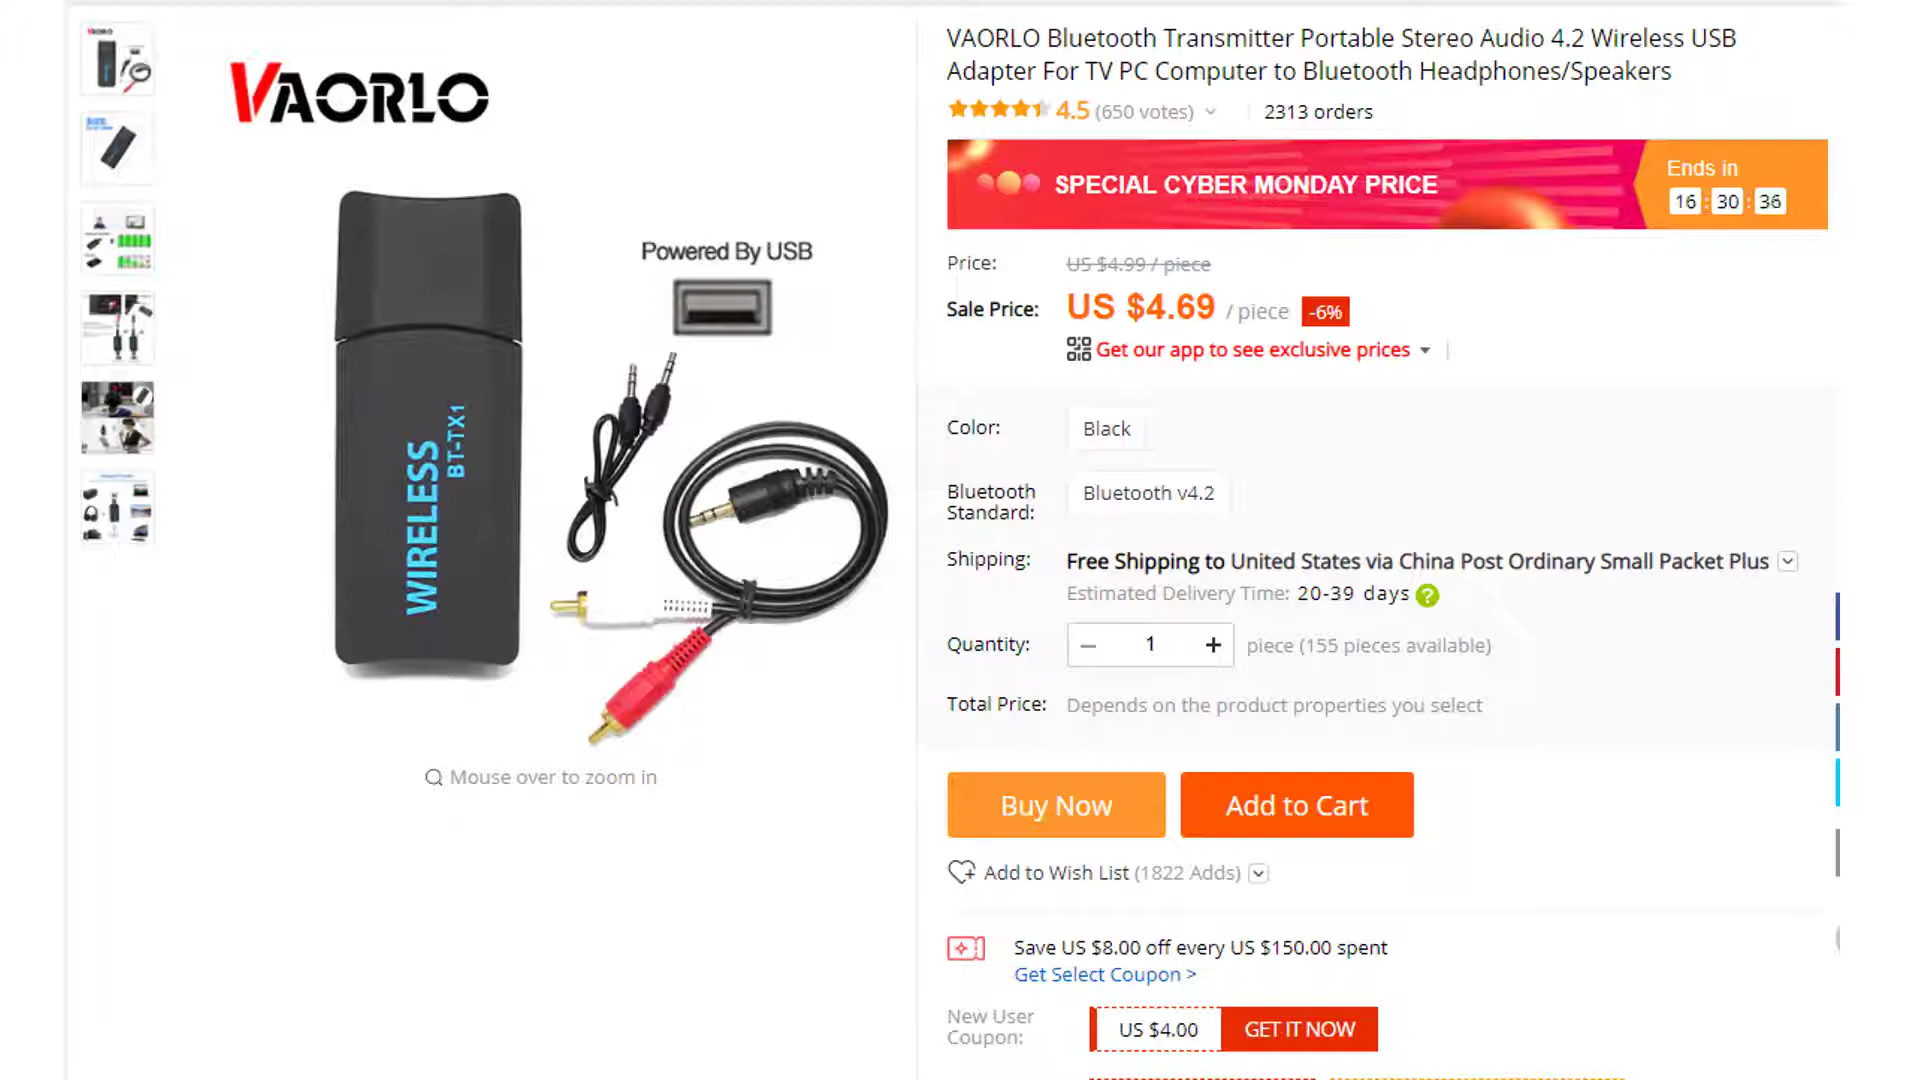 VAORLO
Powered By USB
WIRELESS
BT-TX1
Mouse over to zoom in
VAORLO Bluetooth Transmitter Portable Stereo Audio 4.2 Wireless USB
Adapter For TV PC Computer to Bluetooth Headphones/Speakers
4.5 (650 votes) 2313 orders
SPECIAL CYBER MONDAY PRICE
Ends in
16 : 30 : 36
Price: US $4.99 / piece
Sale Price: US $4.69 / piece -6%
Get our app to see exclusive prices
Color: Black
Bluetooth
Standard: Bluetooth v4.2
Shipping: Free Shipping to United States via China Post Ordinary Small Packet Plus
Estimated Delivery Time: 20-39 days ?
Quantity: 1 piece (155 pieces available)
Total Price: Depends on the product properties you select
Buy Now Add to Cart
Add to Wish List (1822 Adds)
Save US $8.00 off every US $150.00 spent
Get Select Coupon >
New User
Coupon: US $4.00 GET IT NOW